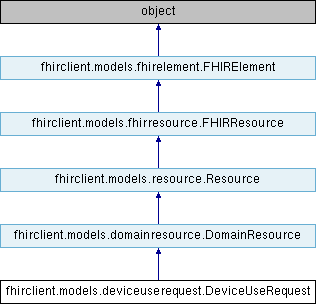 object
fhirclient.models.fhirelement.FHIRElement
fhirclient.models.fhirresource.FHIRResource
fhirclient.models.resource.Resource
fhirclient.models.domainresource.DomainResource
fhirclient.models.deviceuserequest.DeviceUseRequest